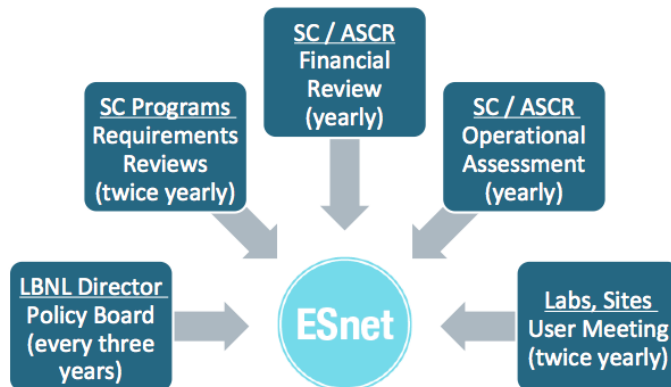 SC / ASCR
Financial
Review
(yearly)
SC Programs
Requirements
Reviews
(twice yearly)
SC / ASCR
Operational
Assessment
(yearly)
LBNL Director
Policy Board
(every three
years)
ESnet
Labs, Sites
User Meeting
(twice yearly)